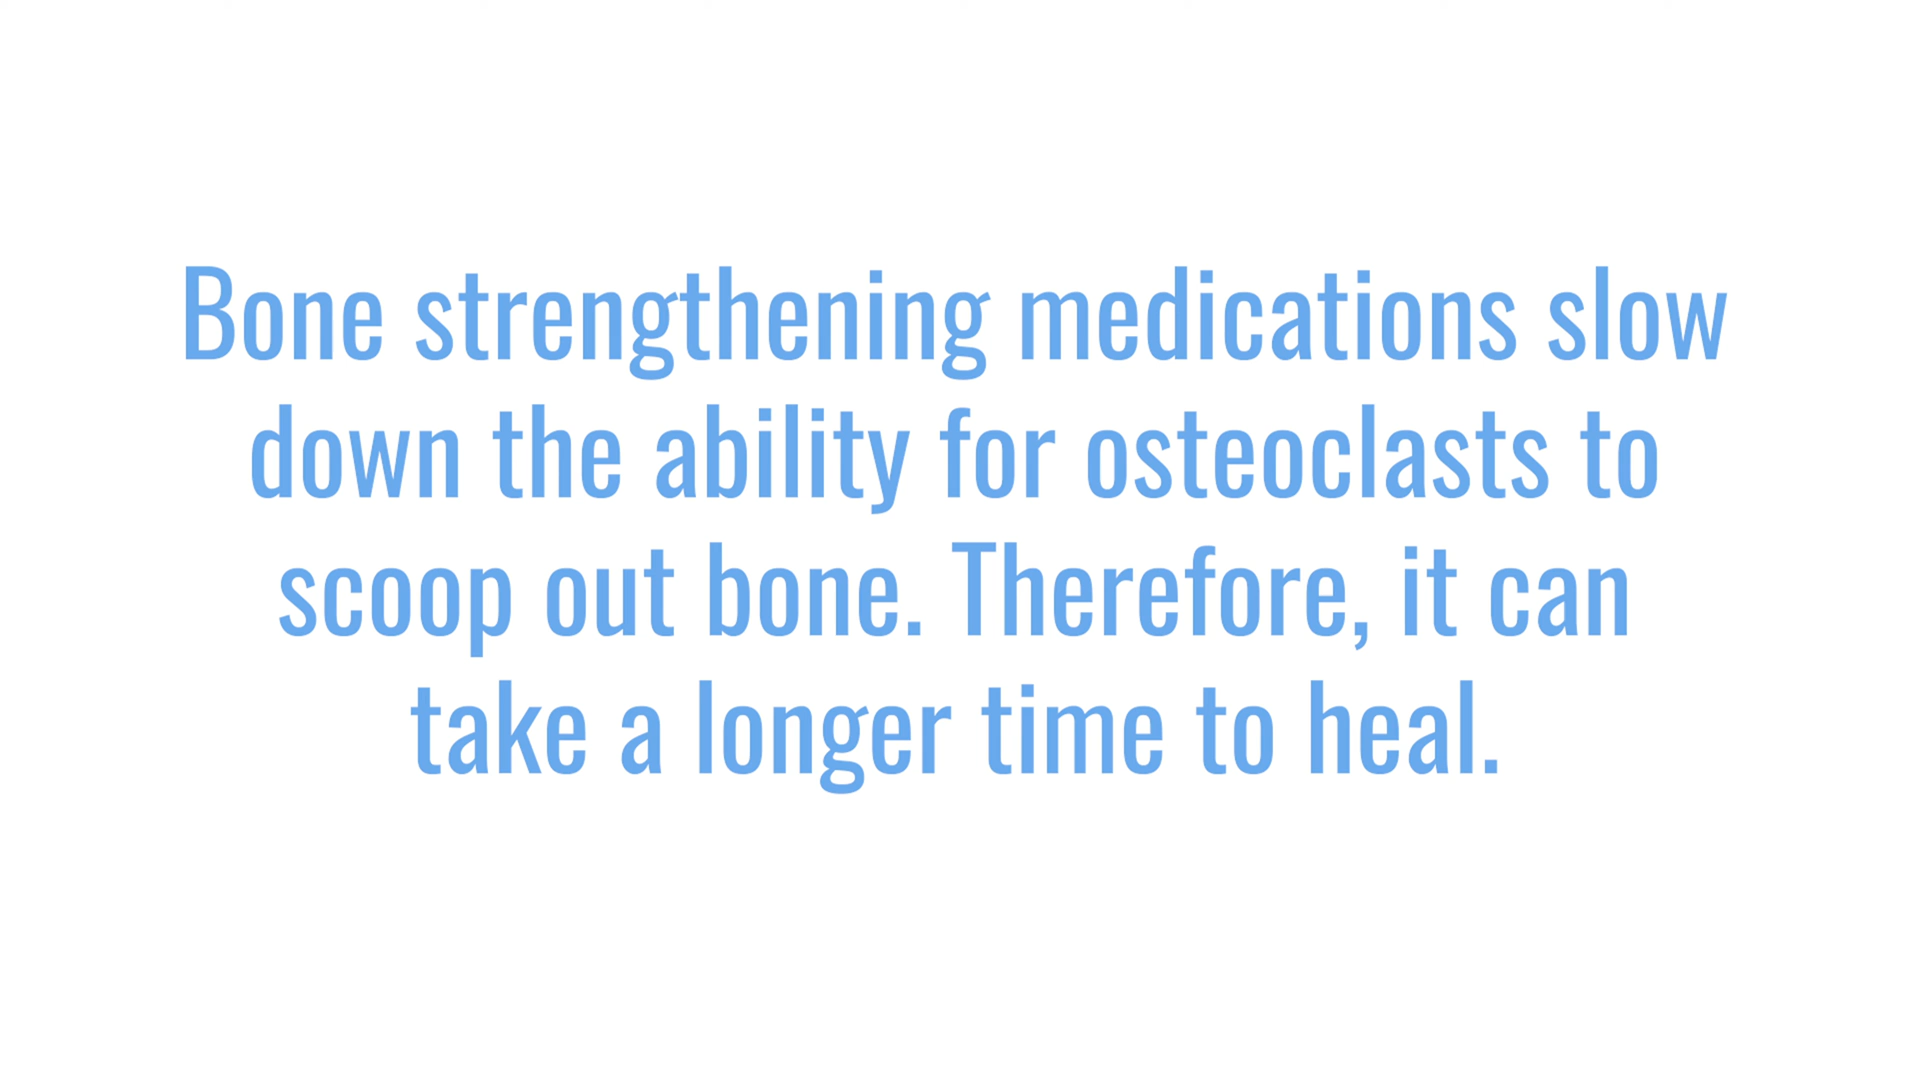 Bone strengthening medications slow
down the ability for osteoclasts to
scoop out bone. Therefore, it can
take a longer time to heal.